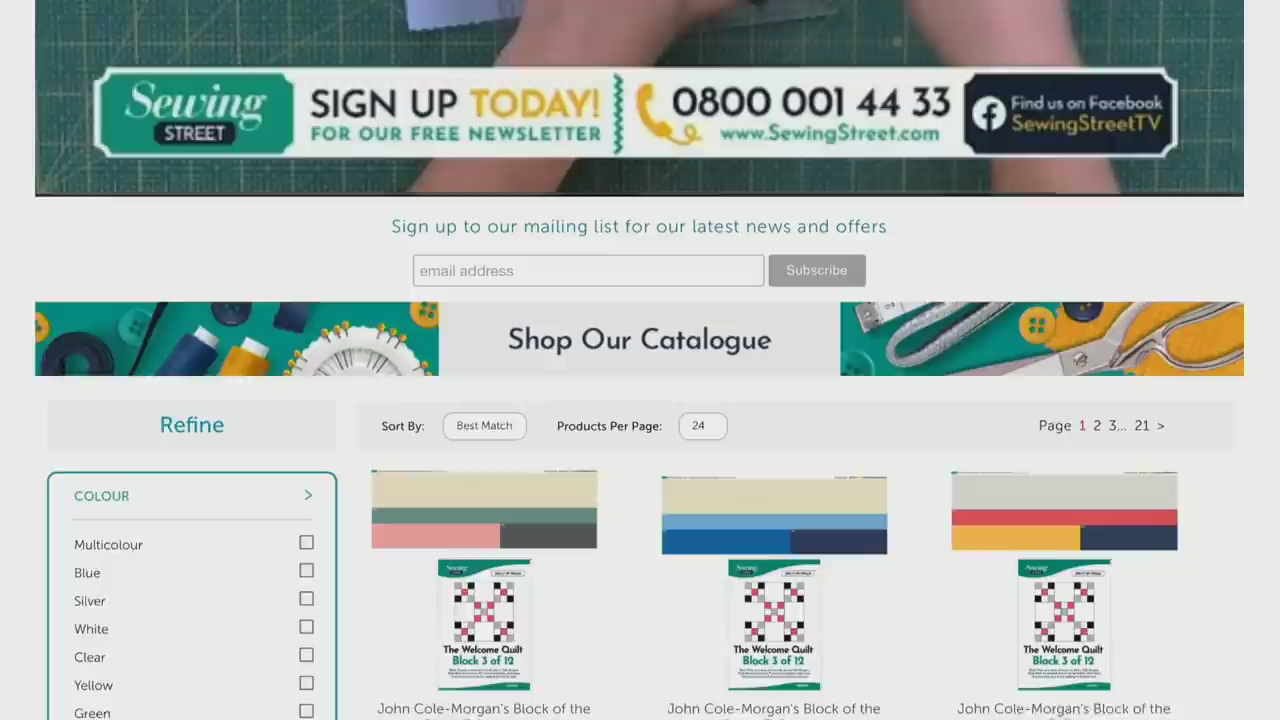 Sewing
STREET
SIGN UP TODAY!
FOR OUR FREE NEWSLETTER
0800 001 44 33
www.SewingStreet.com
Find us on Facebook
SewingStreetTV
Sign up to our mailing list for our latest news and offers
email address
Subscribe
Shop Our Catalogue
Refine
Sort By: Best Match Products Per Page: 24
Page 1 2 3... 21 >
COLOUR >
Multicolour
Blue
Silver
White
Clear
Yellow
Green
Sewing
The Welcome Quilt
Block 3 of 12
John Cole-Morgan's Block of the
Sewing
The Welcome Quilt
Block 3 of 12
John Cole-Morgan's Block of the
Sewing
The Welcome Quilt
Block 3 of 12
John Cole-Morgan's Block of the